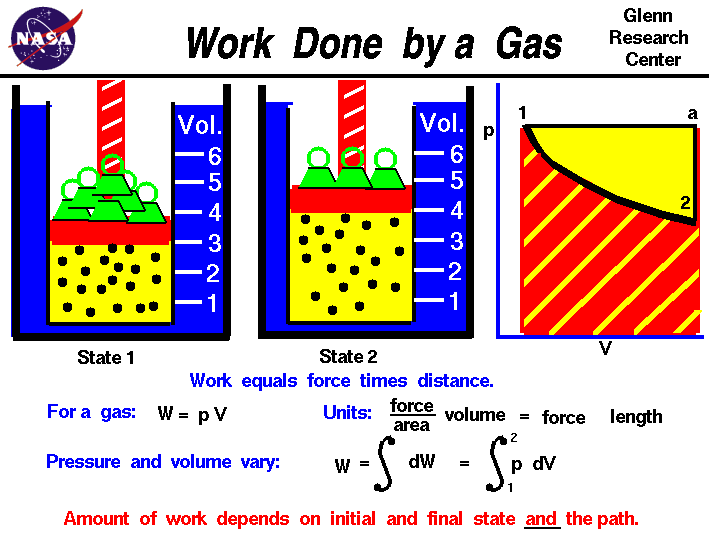 NASA
Work Done by a Gas
Glenn
Research
Center
Vol.
6
5
4
3
2
1
State 1
Vol.
6
5
4
3
2
1
State 2
p
1
a
2
V
Work equals force times distance.
For a gas: W = p V
Units: force/area volume = force length
Pressure and volume vary: W = ∫ dW = ∫₁² p dV
Amount of work depends on initial and final state and the path.